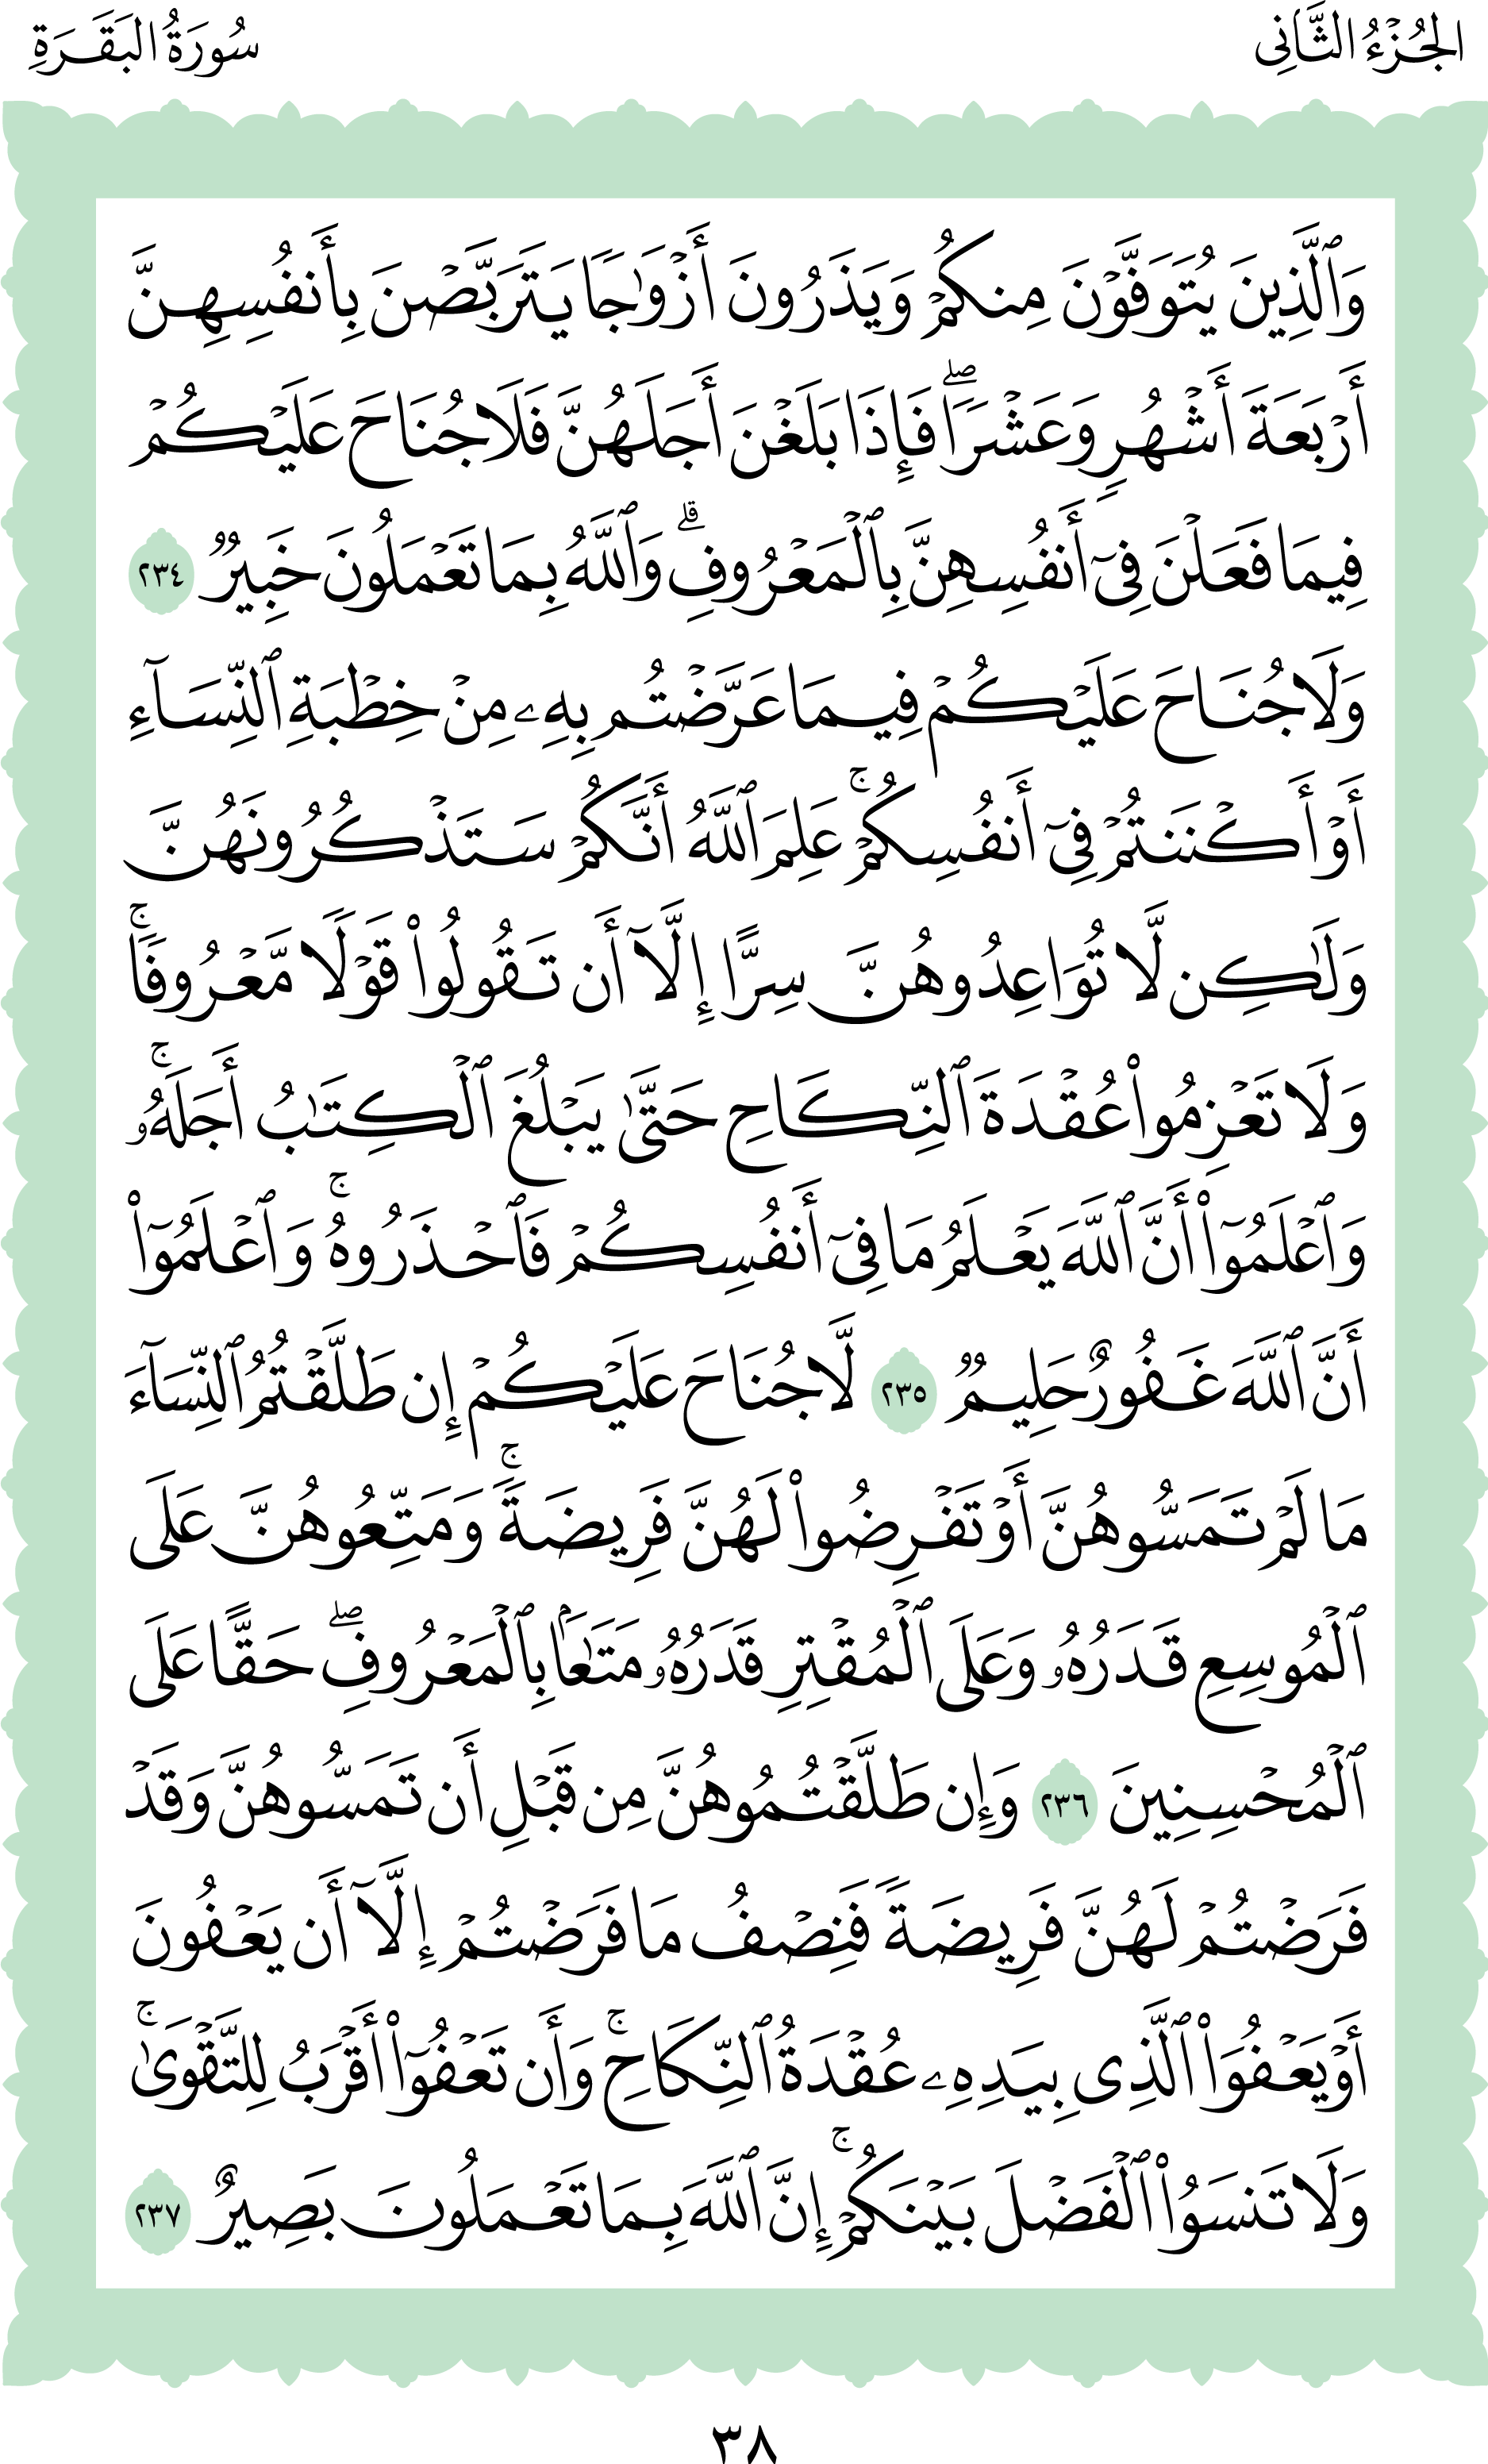 الجُزْءُ الثَّانِي
سُورَةُ البَقَرَةِ
وَٱلَّذِينَ يُتَوَفَّوۡنَ مِنكُمۡ وَيَذَرُونَ أَزۡوَٰجٗا يَتَرَبَّصۡنَ بِأَنفُسِهِنَّ
أَرۡبَعَةَ أَشۡهُرٖ وَعَشۡرٗاۖ فَإِذَا بَلَغۡنَ أَجَلَهُنَّ فَلَا جُنَاحَ عَلَيۡكُمۡ
فِيمَا فَعَلۡنَ فِيٓ أَنفُسِهِنَّ بِٱلۡمَعۡرُوفِۗ وَٱللَّهُ بِمَا تَعۡمَلُونَ خَبِيرٞ ٢٣٤
وَلَا جُنَاحَ عَلَيۡكُمۡ فِيمَا عَرَّضۡتُم بِهِۦ مِنۡ خِطۡبَةِ ٱلنِّسَآءِ
أَوۡ أَكۡنَنتُمۡ فِيٓ أَنفُسِكُمۡۚ عَلِمَ ٱللَّهُ أَنَّكُمۡ سَتَذۡكُرُونَهُنَّ
وَلَٰكِن لَّا تُوَاعِدُوهُنَّ سِرًّا إِلَّآ أَن تَقُولُواْ قَوۡلٗا مَّعۡرُوفٗاۚ
وَلَا تَعۡزِمُواْ عُقۡدَةَ ٱلنِّكَاحِ حَتَّىٰ يَبۡلُغَ ٱلۡكِتَٰبُ أَجَلَهُۥۚ
وَٱعۡلَمُوٓاْ أَنَّ ٱللَّهَ يَعۡلَمُ مَا فِيٓ أَنفُسِكُمۡ فَٱحۡذَرُوهُۚ وَٱعۡلَمُوٓاْ
أَنَّ ٱللَّهَ غَفُورٌ حَلِيمٞ ٢٣٥ لَّا جُنَاحَ عَلَيۡكُمۡ إِن طَلَّقۡتُمُ ٱلنِّسَآءَ
مَا لَمۡ تَمَسُّوهُنَّ أَوۡ تَفۡرِضُواْ لَهُنَّ فَرِيضَةٗۚ وَمَتِّعُوهُنَّ عَلَى
ٱلۡمُوسِعِ قَدَرُهُۥ وَعَلَى ٱلۡمُقۡتِرِ قَدَرُهُۥ مَتَٰعَۢا بِٱلۡمَعۡرُوفِۖ حَقًّا عَلَى
ٱلۡمُحۡسِنِينَ ٢٣٦ وَإِن طَلَّقۡتُمُوهُنَّ مِن قَبۡلِ أَن تَمَسُّوهُنَّ وَقَدۡ
فَرَضۡتُمۡ لَهُنَّ فَرِيضَةٗ فَنِصۡفُ مَا فَرَضۡتُمۡ إِلَّآ أَن يَعۡفُونَ
أَوۡ يَعۡفُوَاْ ٱلَّذِي بِيَدِهِۦ عُقۡدَةُ ٱلنِّكَاحِۚ وَأَن تَعۡفُوٓاْ أَقۡرَبُ لِلتَّقۡوَىٰۚ
وَلَا تَنسَوُاْ ٱلۡفَضۡلَ بَيۡنَكُمۡۚ إِنَّ ٱللَّهَ بِمَا تَعۡمَلُونَ بَصِيرٌ ٢٣٧
٣٨